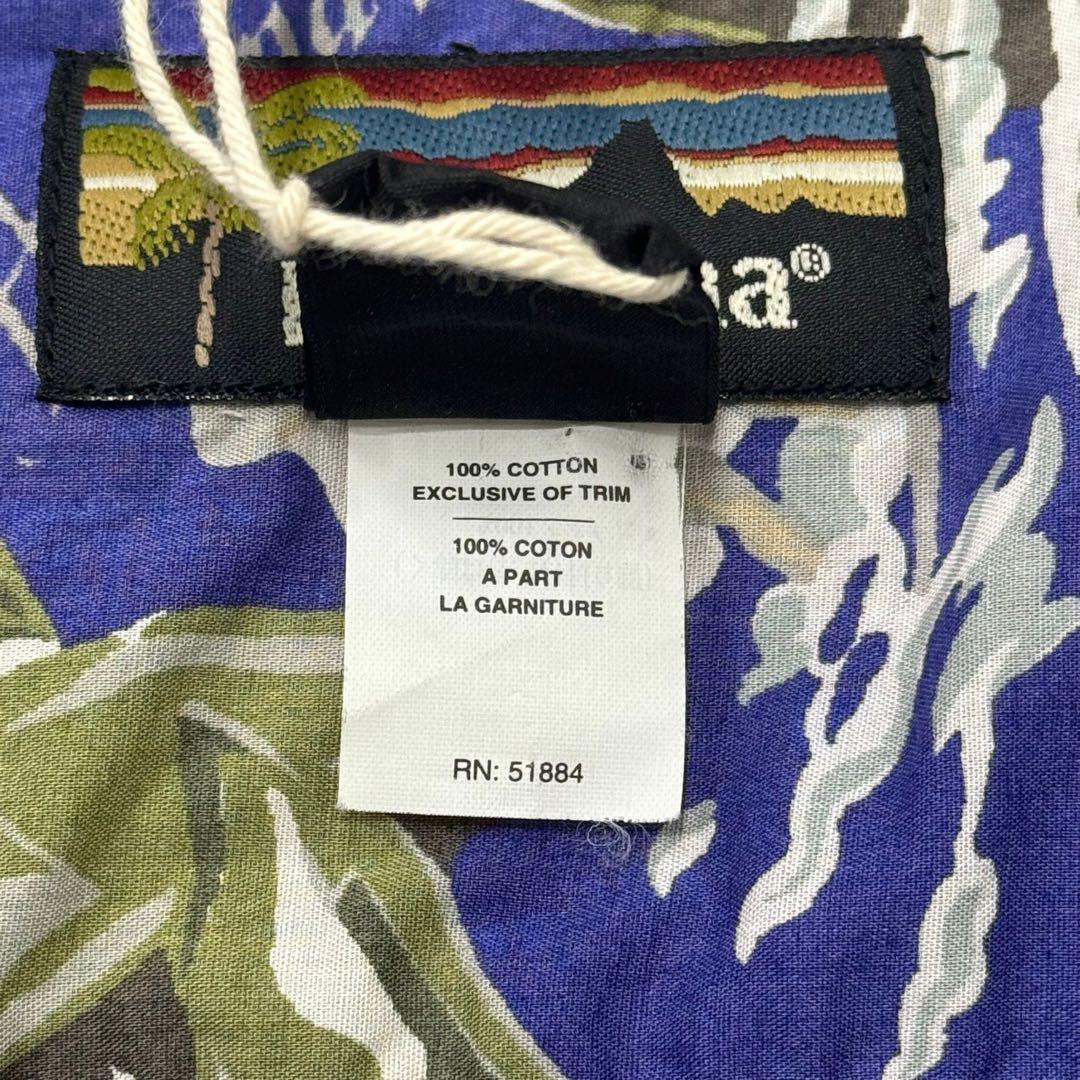 a®
100% COTTON
EXCLUSIVE OF TRIM
100% COTON
A PART
LA GARNITURE
RN: 51884